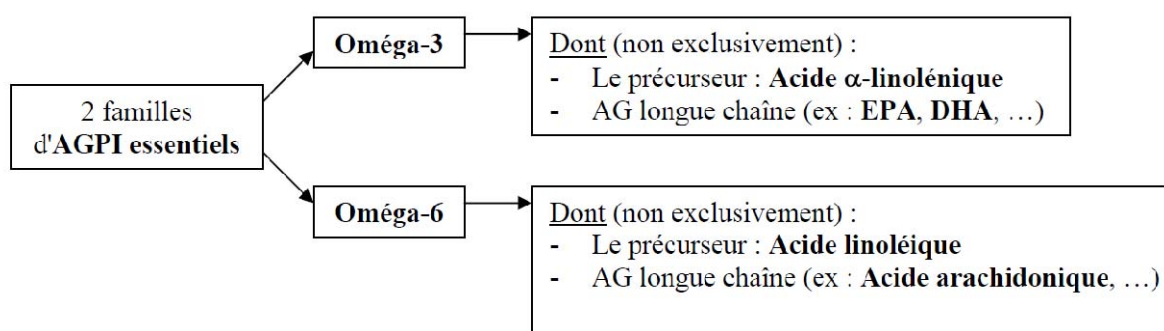 2 familles
d'AGPI essentiels
Oméga-3
Dont (non exclusivement) :
- Le précurseur : Acide α-linolénique
- AG longue chaîne (ex : EPA, DHA, …)
Oméga-6
Dont (non exclusivement) :
- Le précurseur : Acide linoléique
- AG longue chaîne (ex : Acide arachidonique, …)